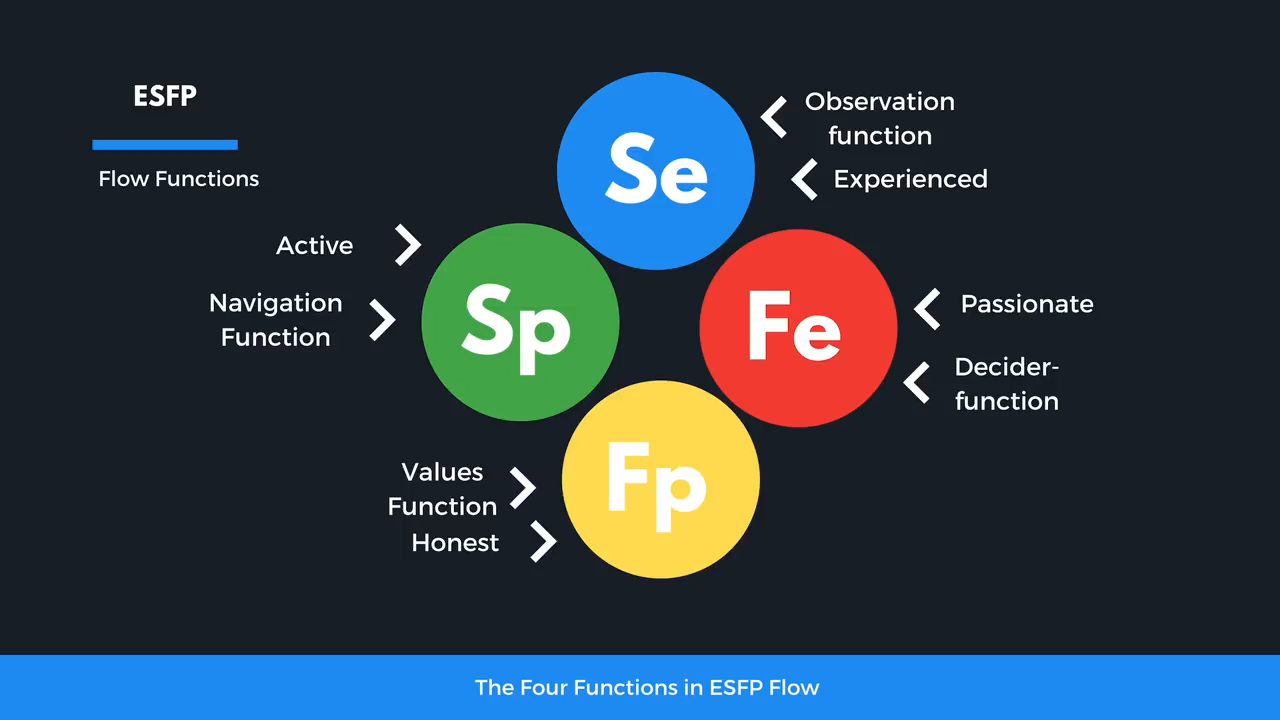 ESFP
Flow Functions
Se
Observation
function
Experienced
Active
Navigation
Function
Sp
Fe
Passionate
Decider-
function
Values
Function
Honest
Fp
The Four Functions in ESFP Flow